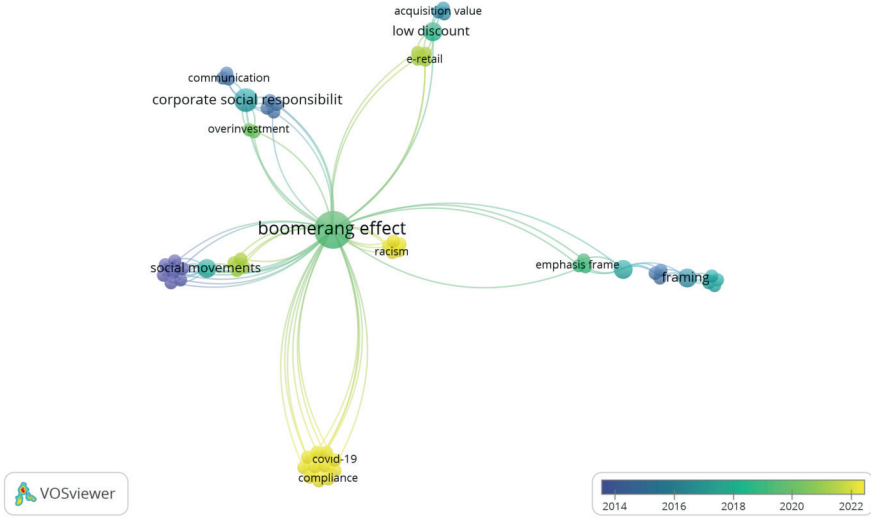 acquisition value
low discount
e-retail
communication
corporate social responsibilit
overinvestment
boomerang effect
racism
social movements
emphasis frame
framing
covid-19
compliance
VOSviewer
2014 2016 2018 2020 2022